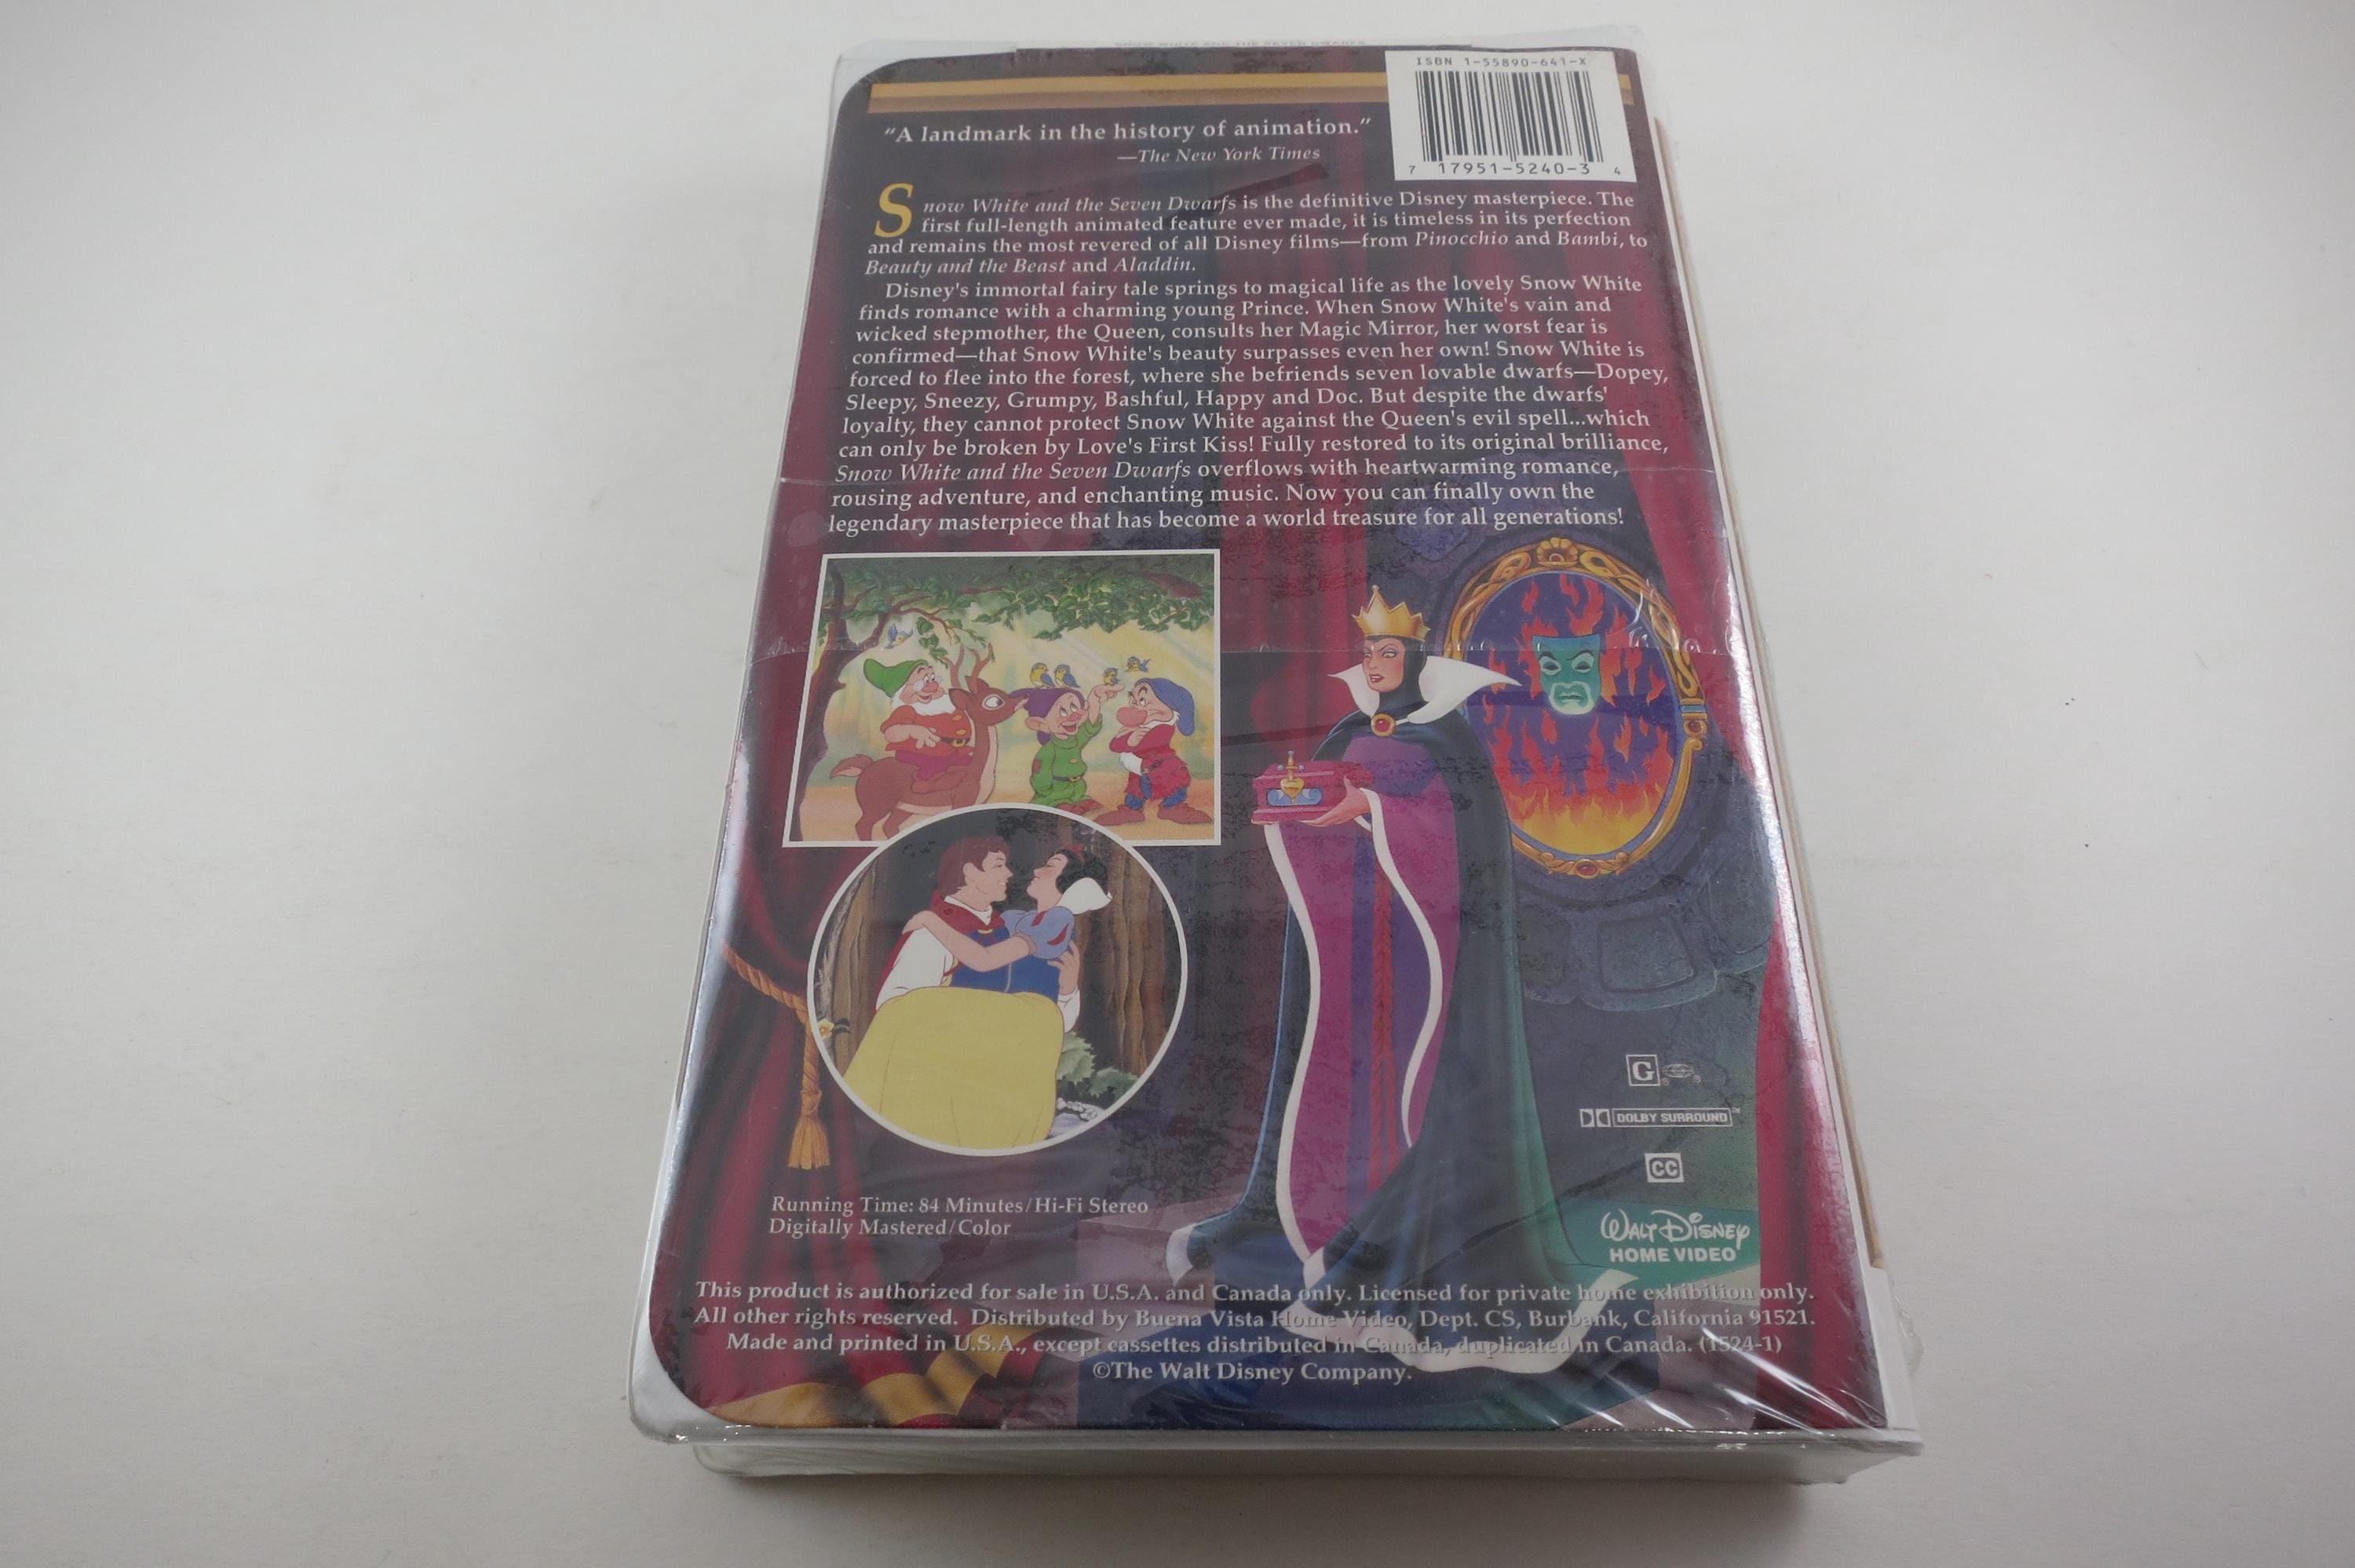 SNOW WHITE AND THE SEVEN DWARFS
ISBN 1-55890-641-X
7 17951-5240-3 4
“A landmark in the history of animation.”
—The New York Times
Snow White and the Seven Dwarfs is the definitive Disney masterpiece. The
first full-length animated feature ever made, it is timeless in its perfection
and remains the most revered of all Disney films—from Pinocchio and Bambi, to
Beauty and the Beast and Aladdin.
Disney's immortal fairy tale springs to magical life as the lovely Snow White
finds romance with a charming young Prince. When Snow White's vain and
wicked stepmother, the Queen, consults her Magic Mirror, her worst fear is
confirmed—that Snow White's beauty surpasses even her own! Snow White is
forced to flee into the forest, where she befriends seven lovable dwarfs—Dopey,
Sleepy, Sneezy, Grumpy, Bashful, Happy and Doc. But despite the dwarfs'
loyalty, they cannot protect Snow White against the Queen's evil spell...which
can only be broken by Love's First Kiss! Fully restored to its original brilliance,
Snow White and the Seven Dwarfs overflows with heartwarming romance,
rousing adventure, and enchanting music. Now you can finally own the
legendary masterpiece that has become a world treasure for all generations!
G
DOLBY SURROUND
CC
Running Time: 84 Minutes/Hi-Fi Stereo
Digitally Mastered/Color
WALT DISNEY
HOME VIDEO
This product is authorized for sale in U.S.A. and Canada only. Licensed for private home exhibition only.
All other rights reserved. Distributed by Buena Vista Home Video, Dept. CS, Burbank, California 91521.
Made and printed in U.S.A., except cassettes distributed in Canada, duplicated in Canada. (1524-1)
©The Walt Disney Company.